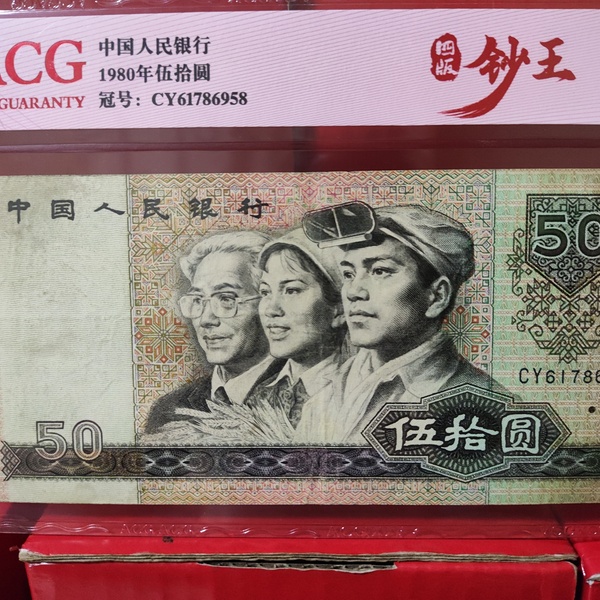 ACG
GUARANTY
中国人民银行
1980年伍拾圆
冠号：CY61786958
四版
钞王
中国人民银行
50
CY61786
50
伍拾圆